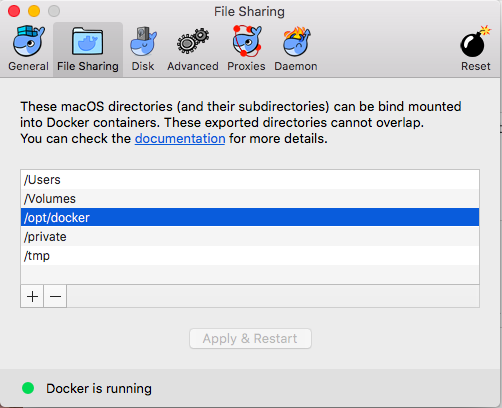 File Sharing
General File Sharing Disk Advanced Proxies Daemon Reset
These macOS directories (and their subdirectories) can be bind mounted
into Docker containers. These exported directories cannot overlap.
You can check the documentation for more details.
/Users
/Volumes
/opt/docker
/private
/tmp
Apply & Restart
Docker is running